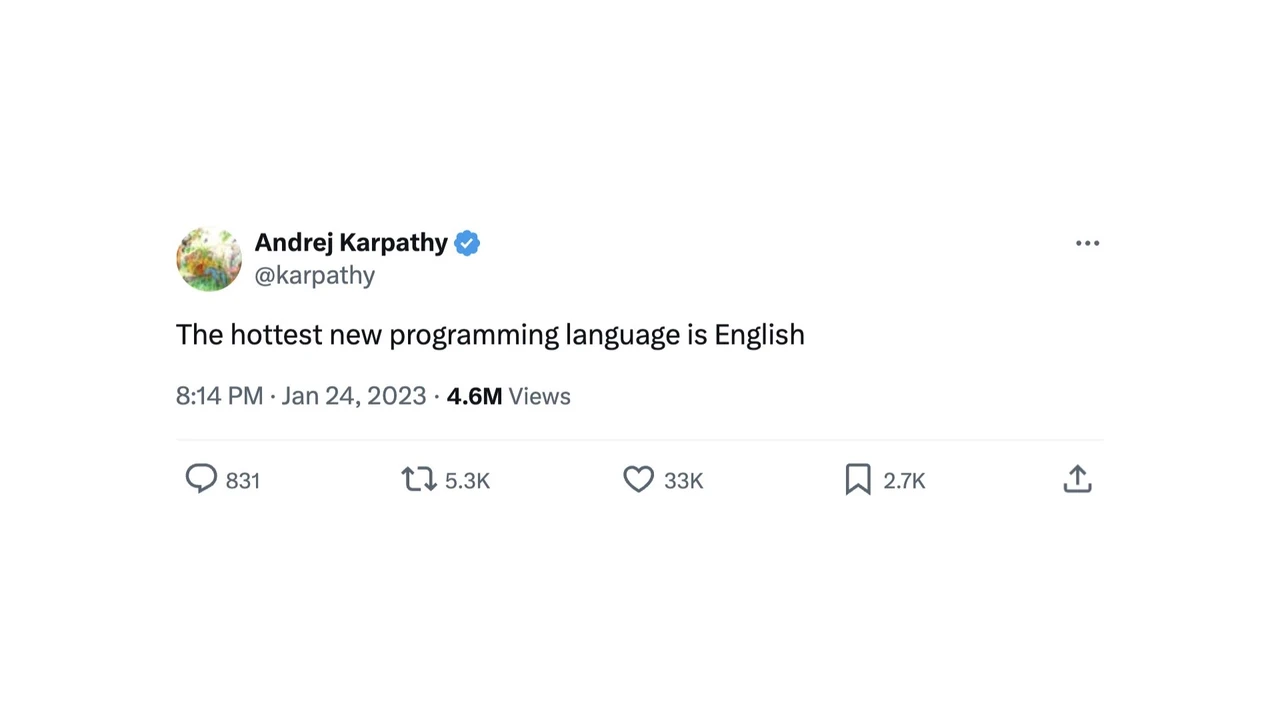 Andrej Karpathy
@karpathy
The hottest new programming language is English
8:14 PM · Jan 24, 2023 · 4.6M Views
831 5.3K 33K 2.7K